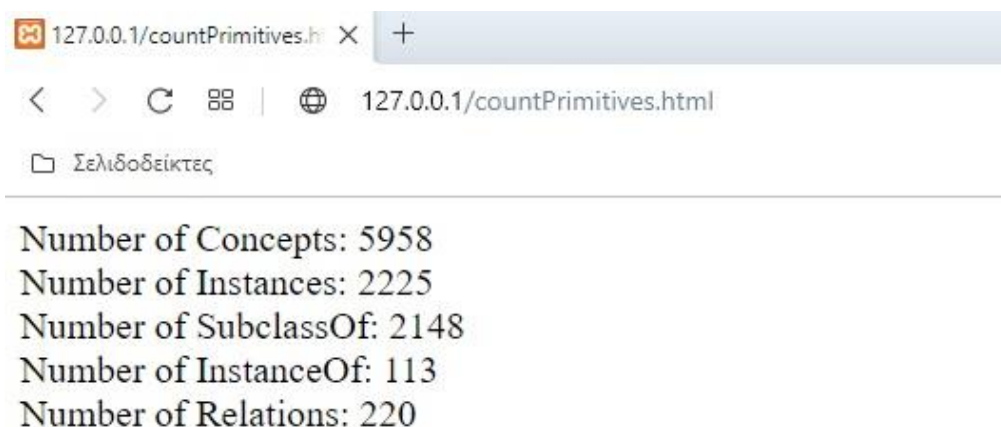 127.0.0.1/countPrimitives.h
127.0.0.1/countPrimitives.html
Σελιδοδείκτες
Number of Concepts: 5958
Number of Instances: 2225
Number of SubclassOf: 2148
Number of InstanceOf: 113
Number of Relations: 220